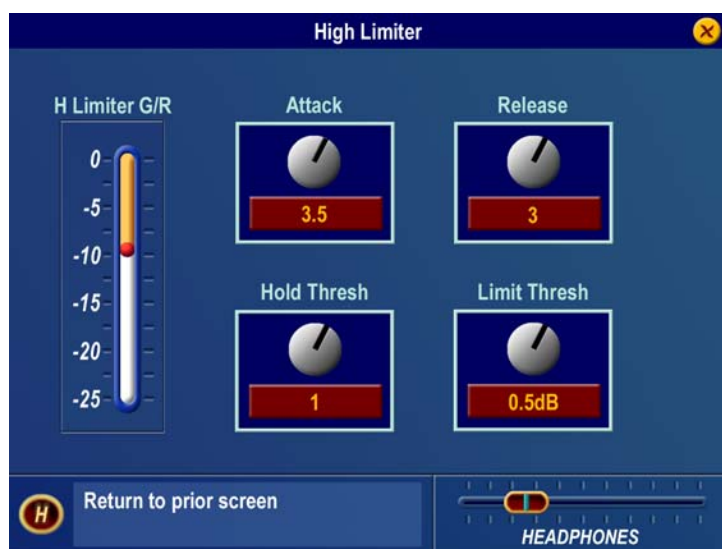 High Limiter
H Limiter G/R
0
-5
-10
-15
-20
-25
Attack
3.5
Release
3
Hold Thresh
1
Limit Thresh
0.5dB
H
Return to prior screen
HEADPHONES